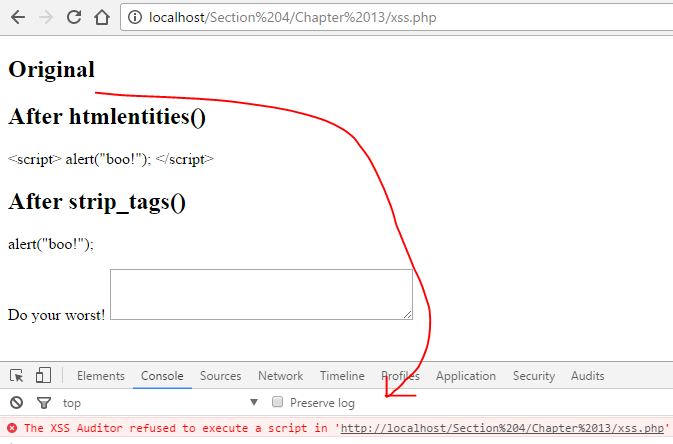 localhost/Section%204/Chapter%2013/xss.php
Original
After htmlentities()
<script> alert("boo!"); </script>
After strip_tags()
alert("boo!");
Do your worst!
Elements Console Sources Network Timeline Profiles Application Security Audits
top Preserve log
The XSS Auditor refused to execute a script in 'http://localhost/Section%204/Chapter%2013/xss.php'